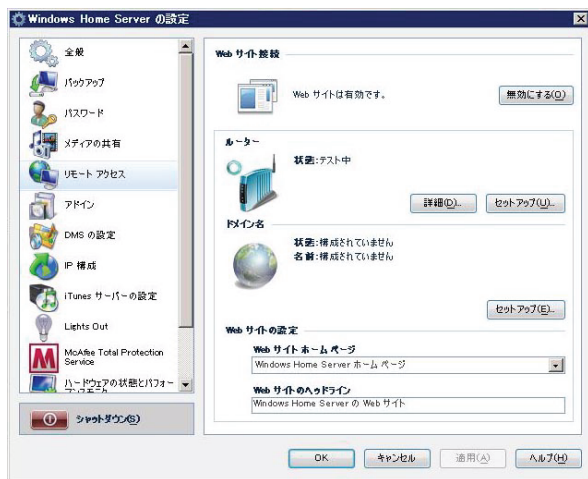 Windows Home Server の設定
全般
バックアップ
パスワード
メディアの共有
リモート アクセス
アドイン
DMS の設定
IP 構成
iTunes サーバーの設定
Lights Out
McAfee Total Protection
Service
ハードウェアの状態とパフォー
マンスモニタ
シャットダウン(S)
Web サイト接続
Web サイトは有効です。
無効にする(O)
ルーター
状態:テスト中
詳細(D)...
セットアップ(U)...
ドメイン名
状態:構成されていません
名前:構成されていません
セットアップ(E)...
Web サイトの設定
Web サイト ホーム ページ
Windows Home Server ホーム ページ
Web サイトのヘッドライン
Windows Home Server の Web サイト
OK
キャンセル
適用(A)
ヘルプ(H)